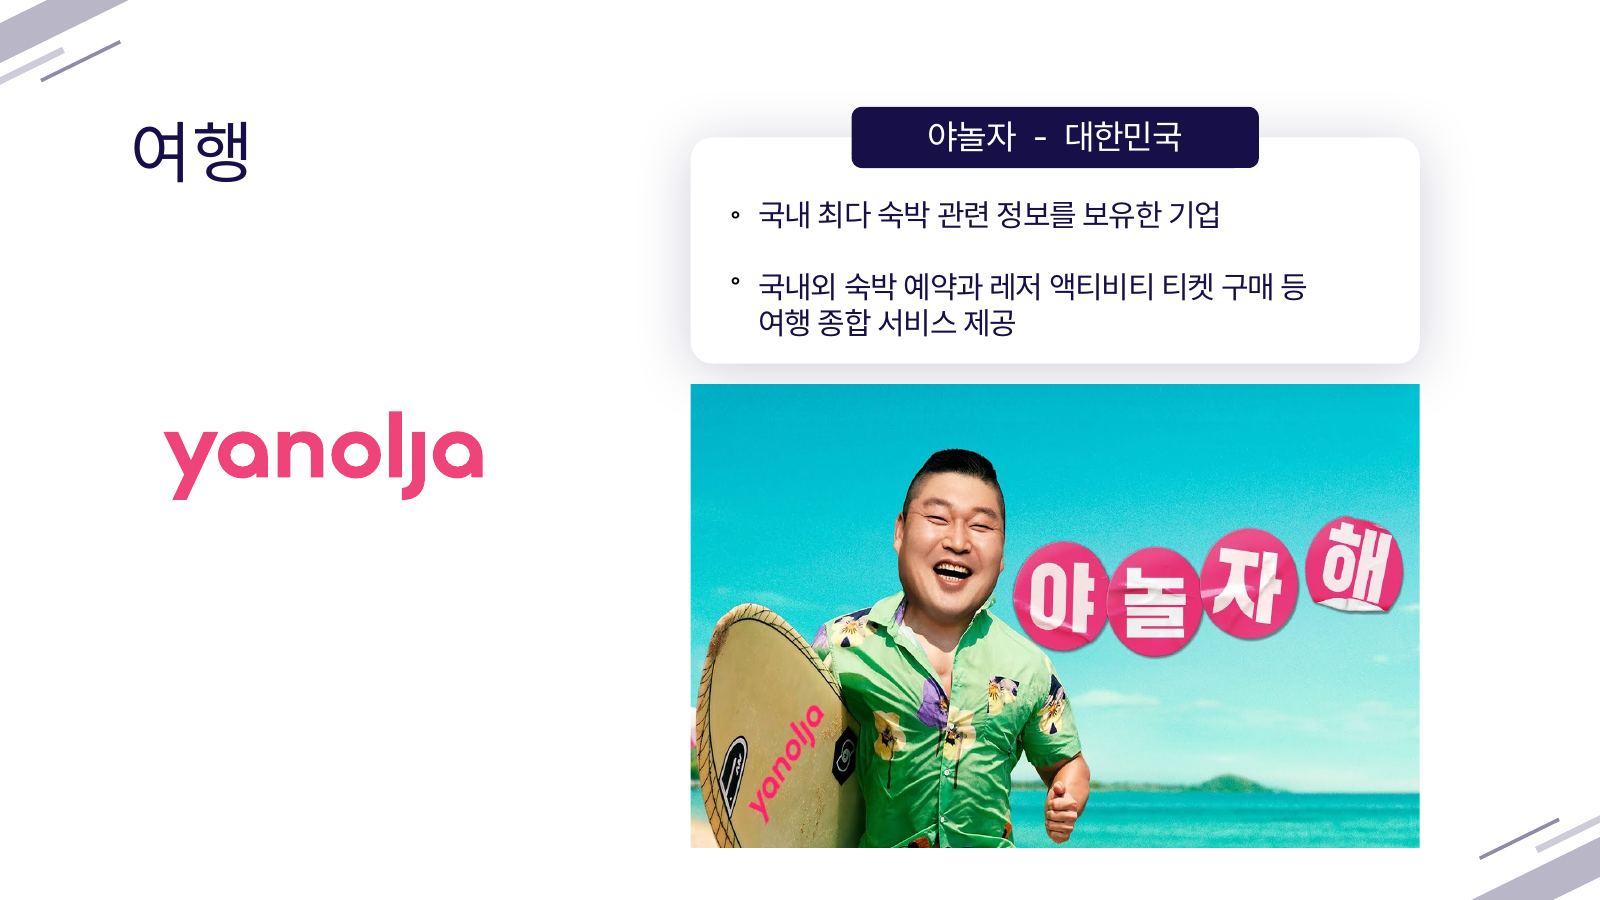 여행
야놀자 - 대한민국
국내 최다 숙박 관련 정보를 보유한 기업
국내외 숙박 예약과 레저 액티비티 티켓 구매 등
여행 종합 서비스 제공
yanolja
야놀자해
yanolja